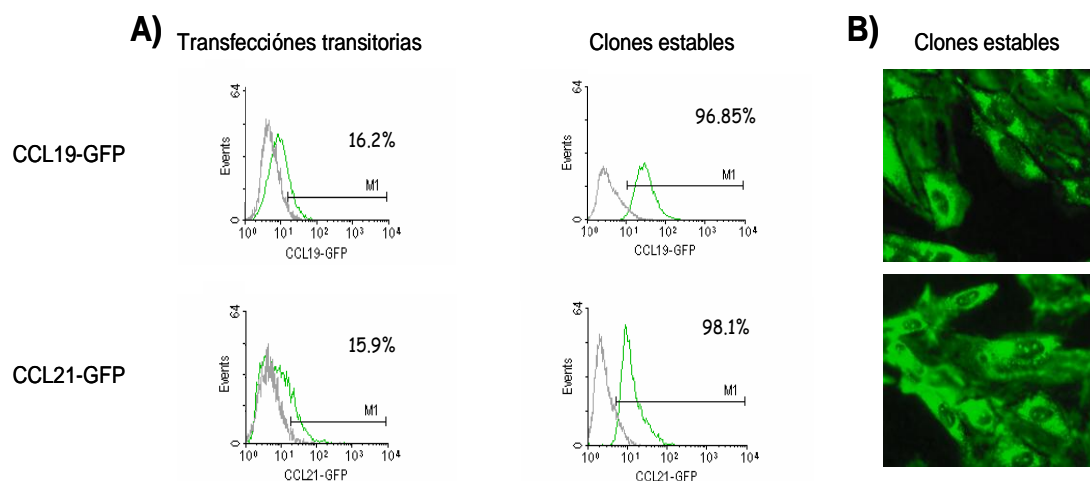 A) Transfecciónes transitorias Clones estables B) Clones estables
CCL19-GFP
64
Events
0
16.2%
M1
10⁰ 10¹ 10² 10³ 10⁴
CCL19-GFP
64
Events
0
96.85%
M1
10⁰ 10¹ 10² 10³ 10⁴
CCL19-GFP
CCL21-GFP
64
Events
0
15.9%
M1
10⁰ 10¹ 10² 10³ 10⁴
CCL21-GFP
64
Events
0
98.1%
M1
10⁰ 10¹ 10² 10³ 10⁴
CCL21-GFP